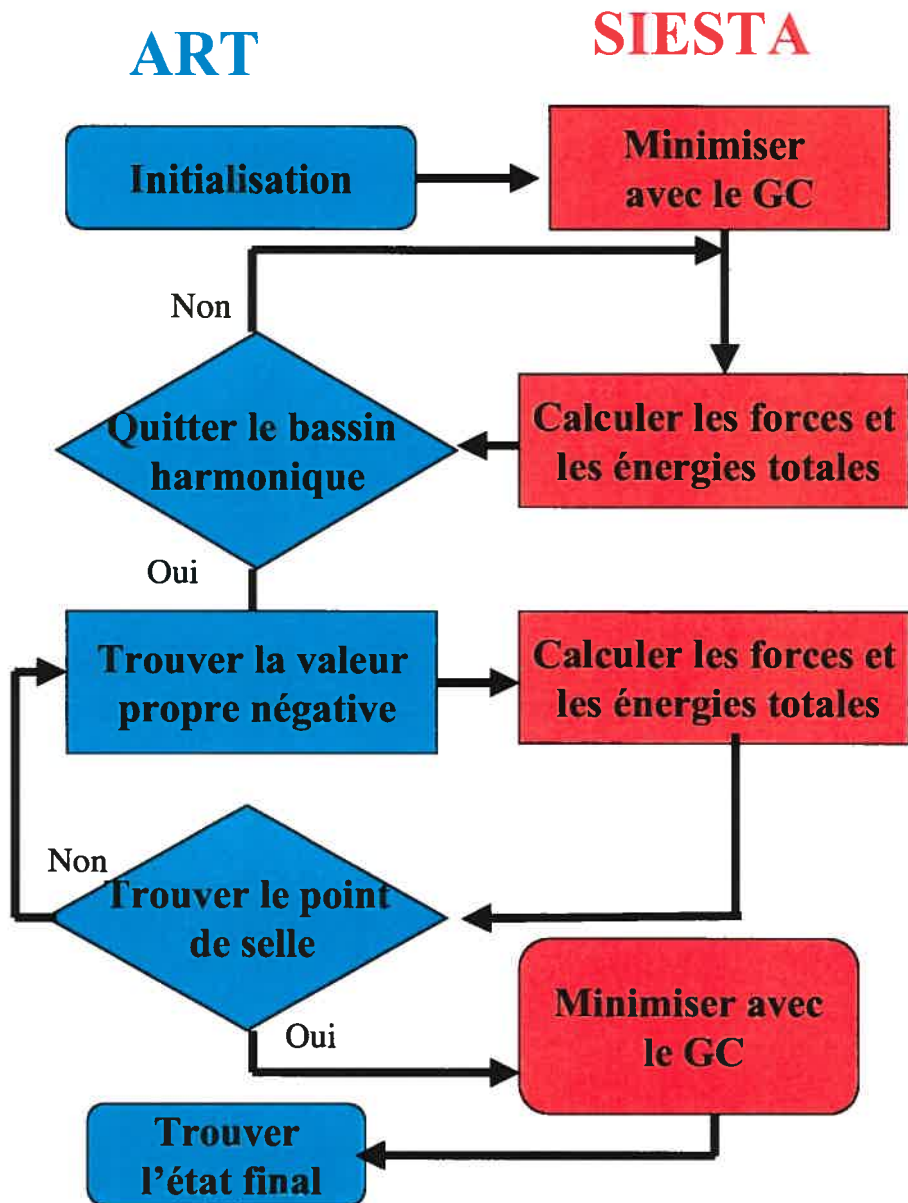 ART
SIESTA
Initialisation
Minimiser
avec le GC
Non
Quitter le bassin
harmonique
Calculer les forces et
les énergies totales
Oui
Trouver la valeur
propre négative
Calculer les forces et
les énergies totales
Non
Trouver le point
de selle
Oui
Minimiser avec
le GC
Trouver
l'état final